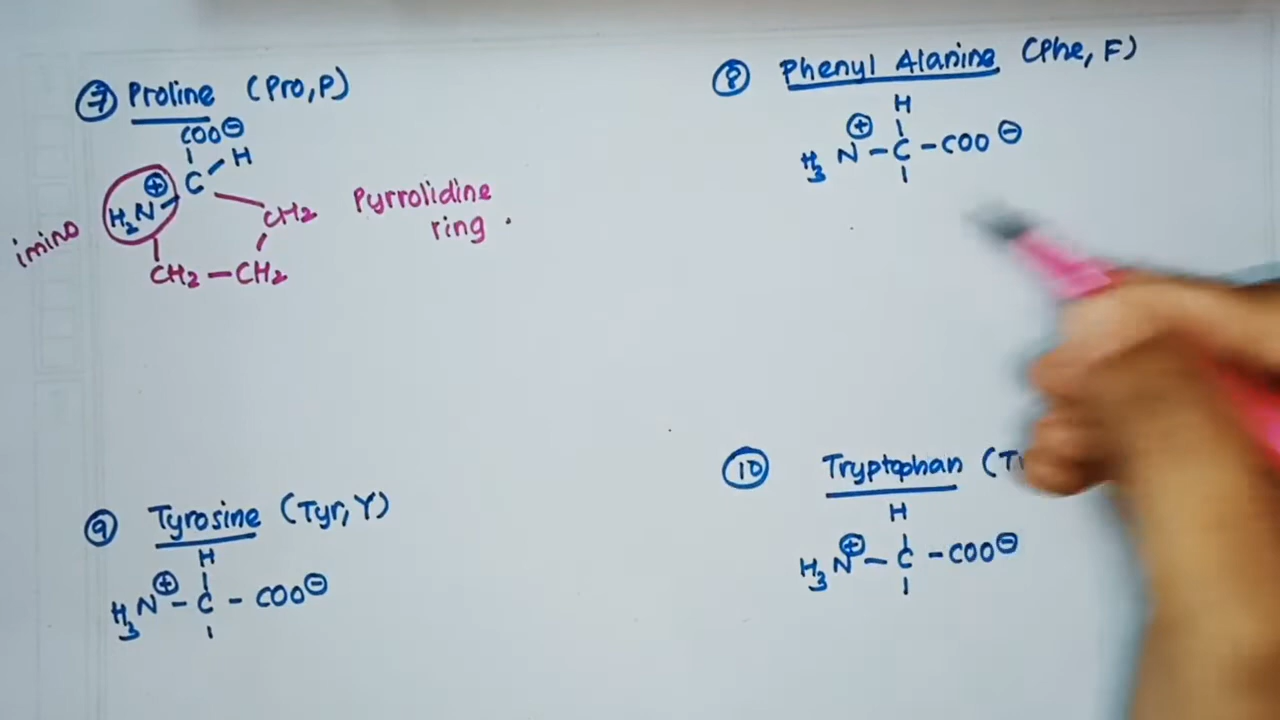 ⑦ Proline (Pro, P)
COO⊖
H
C
⊕
H₂N
imino
CH₂
CH₂ – CH₂
Pyrrolidine
ring .
⑧ Phenyl Alanine (Phe, F)
H
⊕
H₃N – C – COO⊖
⑨ Tyrosine (Tyr, Y)
H
⊕
H₃N – C – COO⊖
⑩ Tryptophan (
H
⊕
H₃N – C – COO⊖